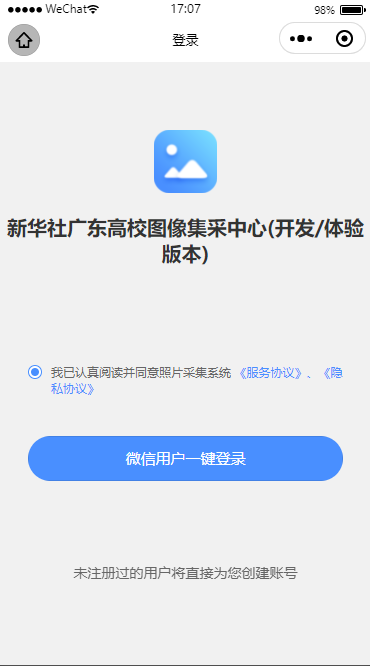 WeChat 17:07 98%
登录
新华社广东高校图像集采中心(开发/体验
版本)
我已认真阅读并同意照片采集系统 《服务协议》、《隐
私协议》
微信用户一键登录
未注册过的用户将直接为您创建账号